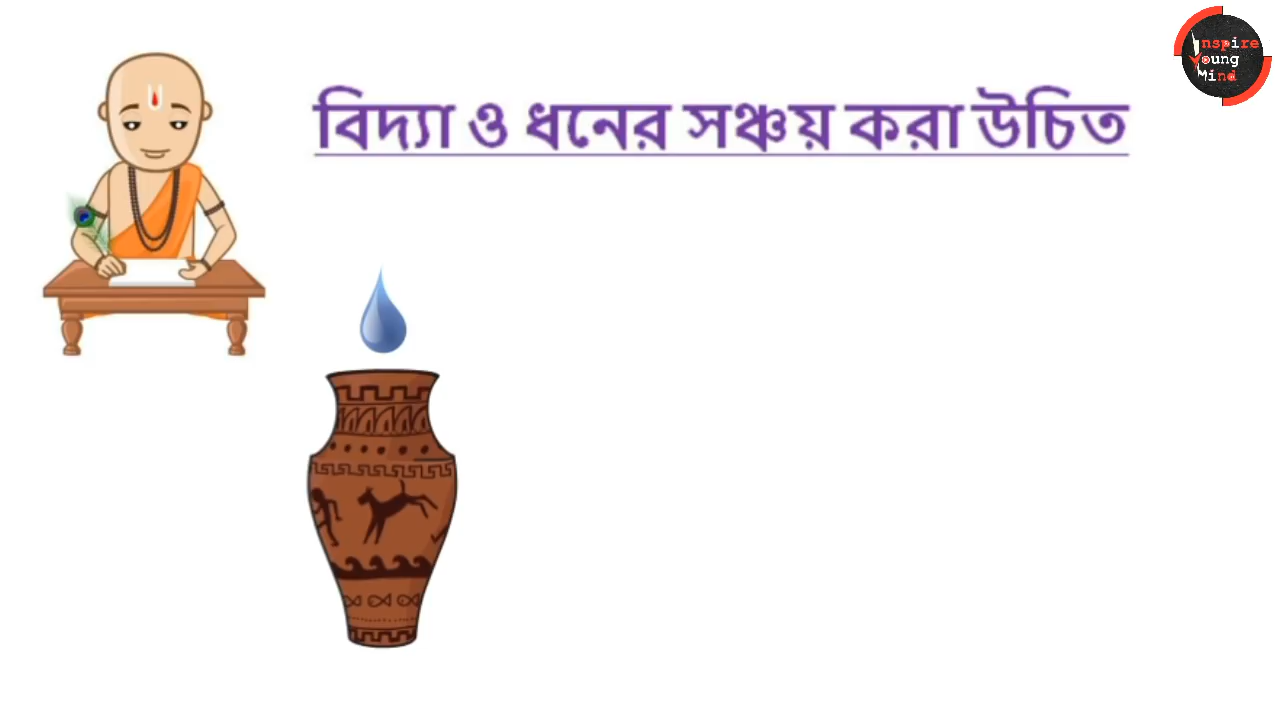 বিদ্যা ও ধনের সঞ্চয় করা উচিত
Inspire
Young
Mind